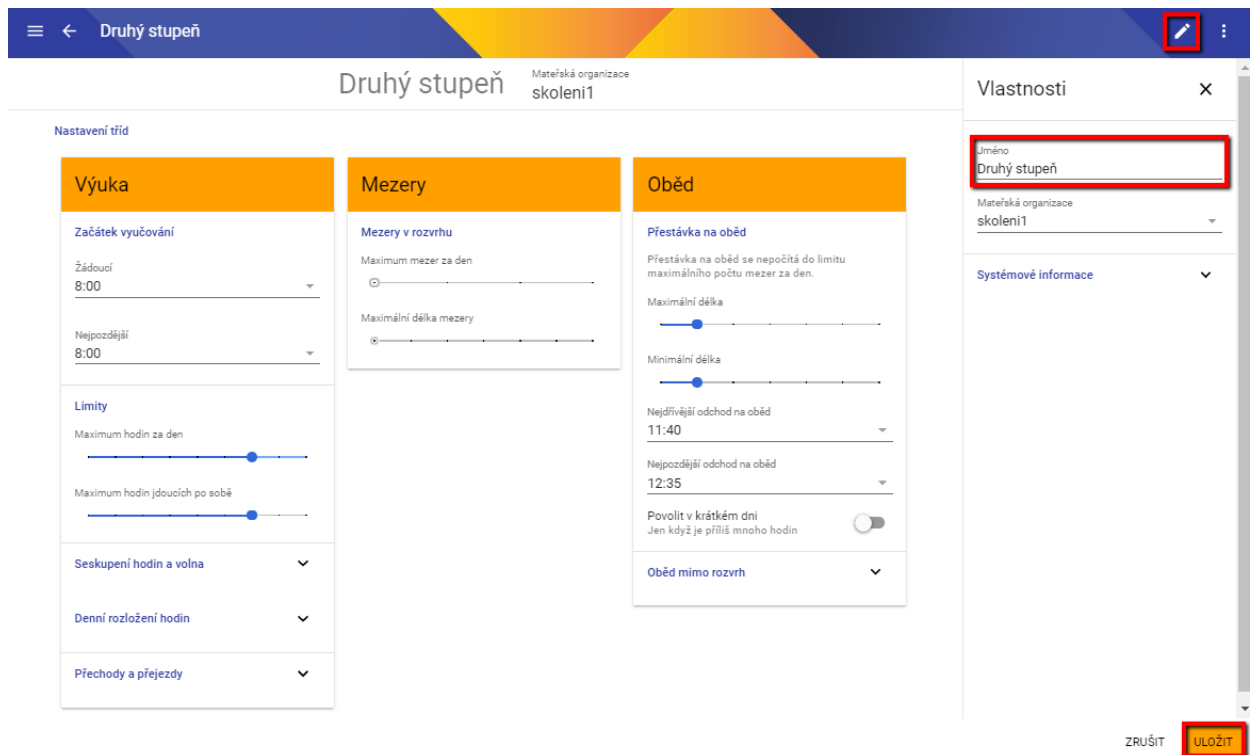 Druhý stupeň
Druhý stupeň
Mateřská organizace
skoleni1
Nastavení tříd
Výuka
Začátek vyučování
Žádoucí
8:00
Nejpozdější
8:00
Limity
Maximum hodin za den
Maximum hodin jdoucích po sobě
Seskupení hodin a volna
Denní rozložení hodin
Přechody a přejezdy
Mezery
Mezery v rozvrhu
Maximum mezer za den
Maximální délka mezery
Oběd
Přestávka na oběd
Přestávka na oběd se nepočítá do limitu
maximálního počtu mezer za den.
Maximální délka
Minimální délka
Nejdřívější odchod na oběd
11:40
Nejpozdější odchod na oběd
12:35
Povolit v krátkém dni
Jen když je příliš mnoho hodin
Oběd mimo rozvrh
Vlastnosti
Jméno
Druhý stupeň
Mateřská organizace
skoleni1
Systémové informace
ZRUŠIT
ULOŽIT